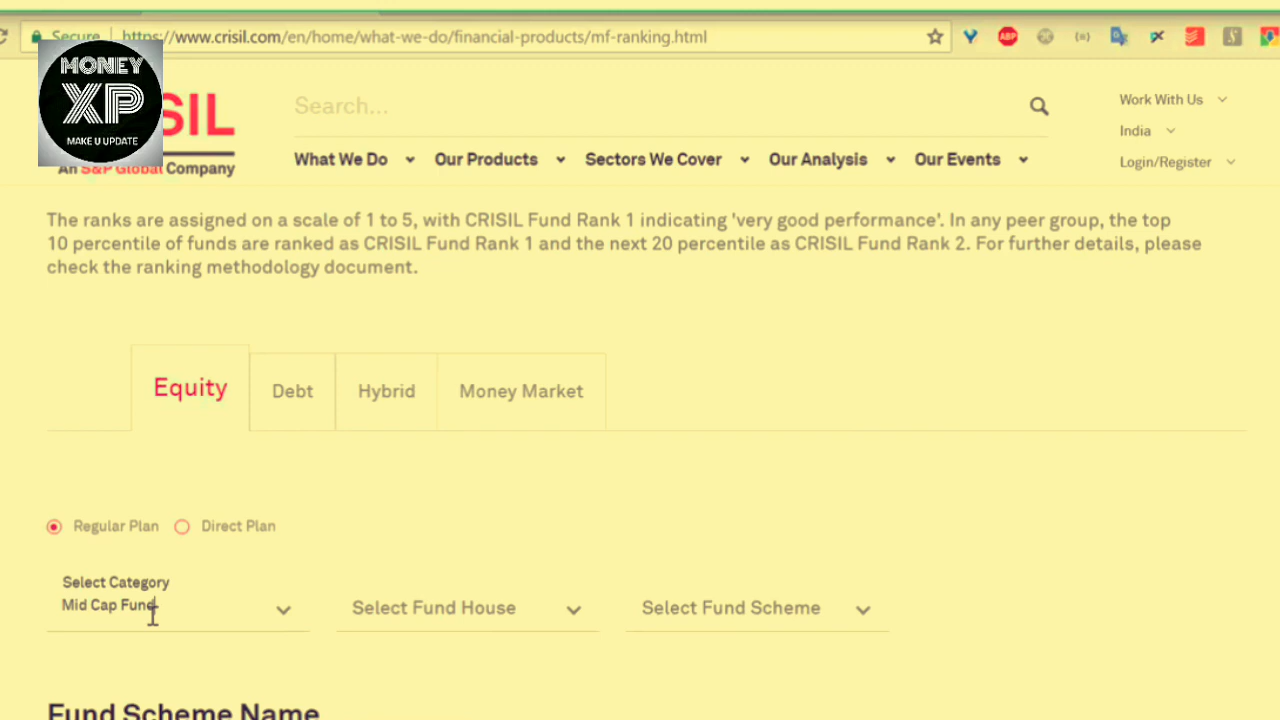 Secure https://www.crisil.com/en/home/what-we-do/financial-products/mf-ranking.html
ABP
MONEY
XP
MAKE U UPDATE
SIL
An S&P Global Company
Search...
Work With Us
India
Login/Register
What We Do Our Products Sectors We Cover Our Analysis Our Events
The ranks are assigned on a scale of 1 to 5, with CRISIL Fund Rank 1 indicating 'very good performance'. In any peer group, the top
10 percentile of funds are ranked as CRISIL Fund Rank 1 and the next 20 percentile as CRISIL Fund Rank 2. For further details, please
check the ranking methodology document.
Equity Debt Hybrid Money Market
Regular Plan Direct Plan
Select Category
Mid Cap Fund
Select Fund House Select Fund Scheme
Fund Scheme Name